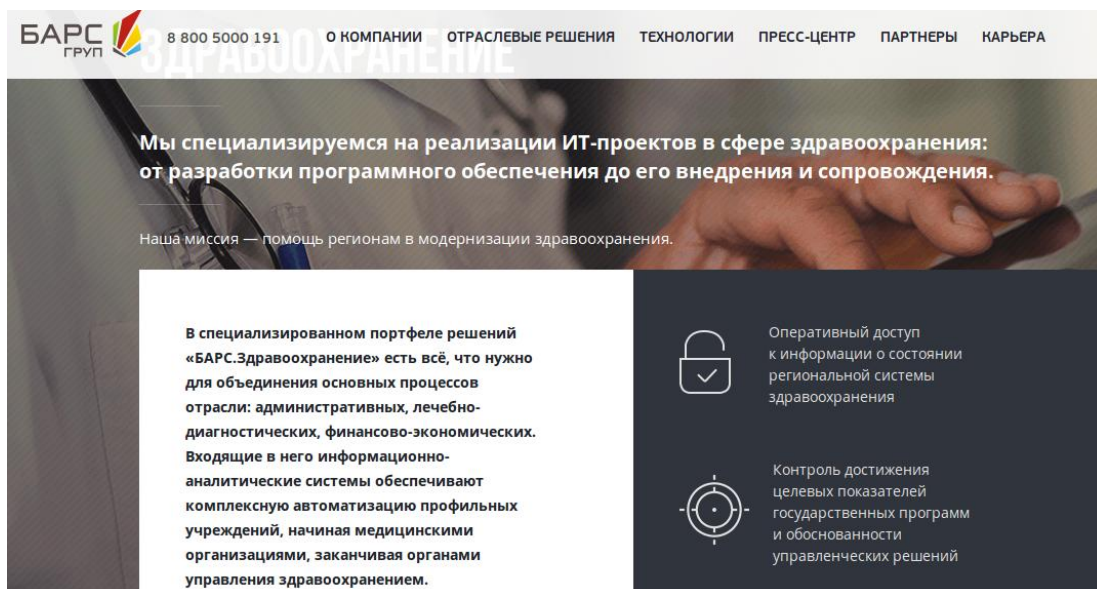 БАРС
ГРУП
8 800 5000 191
О КОМПАНИИ
ОТРАСЛЕВЫЕ РЕШЕНИЯ
ТЕХНОЛОГИИ
ПРЕСС-ЦЕНТР
ПАРТНЕРЫ
КАРЬЕРА
ЗДРАВООХРАНЕНИЕ
Мы специализируемся на реализации ИТ-проектов в сфере здравоохранения:
от разработки программного обеспечения до его внедрения и сопровождения.
Наша миссия — помощь регионам в модернизации здравоохранения.
В специализированном портфеле решений
«БАРС.Здравоохранение» есть всё, что нужно
для объединения основных процессов
отрасли: административных, лечебно-
диагностических, финансово-экономических.
Входящие в него информационно-
аналитические системы обеспечивают
комплексную автоматизацию профильных
учреждений, начиная медицинскими
организациями, заканчивая органами
управления здравоохранением.
Оперативный доступ
к информации о состоянии
региональной системы
здравоохранения
Контроль достижения
целевых показателей
государственных программ
и обоснованности
управленческих решений